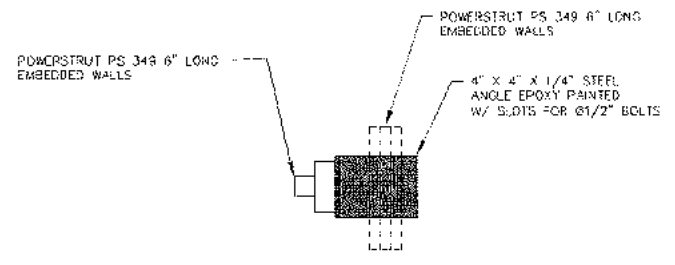 POWERSTRUT PS 349 6" LONG
EMBEDDED WALLS
POWERSTRUT PS 349 6" LONG
EMBEDDED WALLS
4" X 4" X 1/4" STEEL
ANGLE EPOXY PAINTED
W/ SLOTS FOR Ø1/2" BOLTS